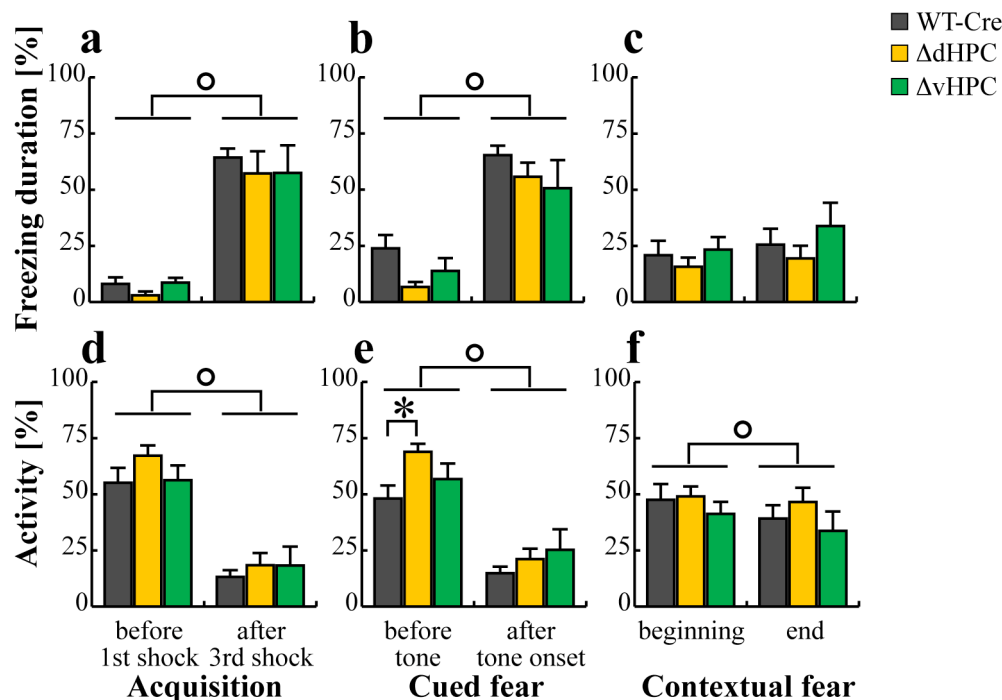 WT-Cre
ΔdHPC
ΔvHPC
a
b
c
Freezing duration [%]
100
75
50
25
0
100
75
50
25
0
100
75
50
25
0
d
e
f
Activity [%]
100
75
50
25
0
100
75
50
25
0
*
100
75
50
25
0
before
1st shock
after
3rd shock
before
tone
after
tone onset
beginning
end
Acquisition
Cued fear
Contextual fear